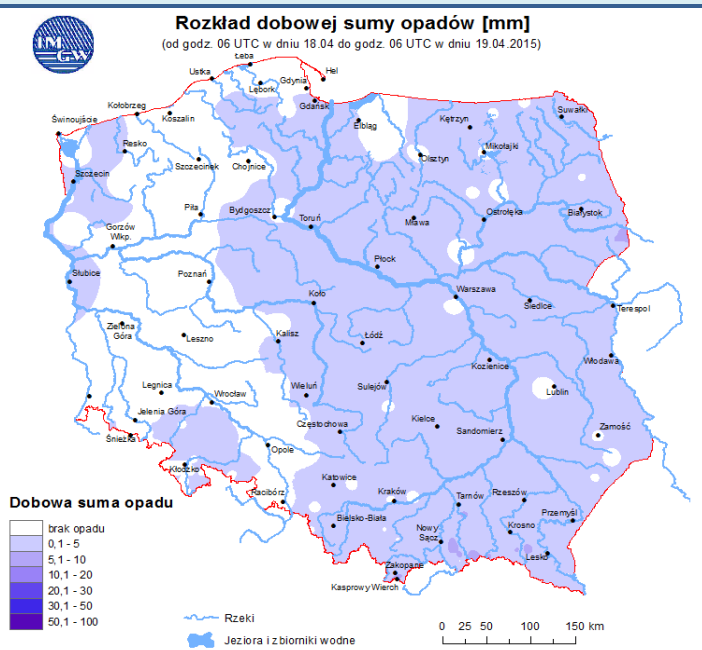 Rozkład dobowej sumy opadów [mm]
(od godz. 06 UTC w dniu 18.04 do godz. 06 UTC w dniu 19.04.2015)
IMGW
Łeba
Hel
Ustka
Gdynia
Lębork
Gdańsk
Kołobrzeg
Koszalin
Świnoujście
Elbląg
Kętrzyn
Suwałki
Resko
Mikołajki
Szczecinek
Chojnice
Olsztyn
Szczecin
Piła
Bydgoszcz
Toruń
Mława
Ostrołęka
Białystok
Gorzów
Wlkp.
Płock
Słubice
Poznań
Koło
Warszawa
Siedlce
Terespol
Zielona
Góra
Leszno
Kalisz
Łódź
Kozienice
Włodawa
Legnica
Wrocław
Wieluń
Sulejów
Lublin
Jelenia Góra
Śnieżka
Częstochowa
Kielce
Sandomierz
Zamość
Opole
Kłodzko
Katowice
Racibórz
Kraków
Tarnów
Rzeszów
Bielsko-Biała
Przemyśl
Nowy
Sącz
Krosno
Lesko
Zakopane
Kasprowy Wierch
Dobowa suma opadu
brak opadu
0,1 - 5
5,1 - 10
10,1 - 20
20,1 - 30
30,1 - 50
50,1 - 100
Rzeki
Jeziora i zbiorniki wodne
0 25 50 100 150 km